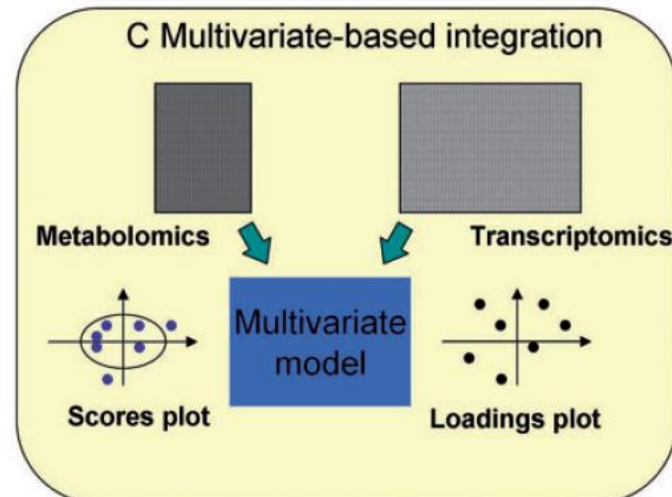 C Multivariate-based integration
Metabolomics
Transcriptomics
Multivariate
model
Scores plot
Loadings plot